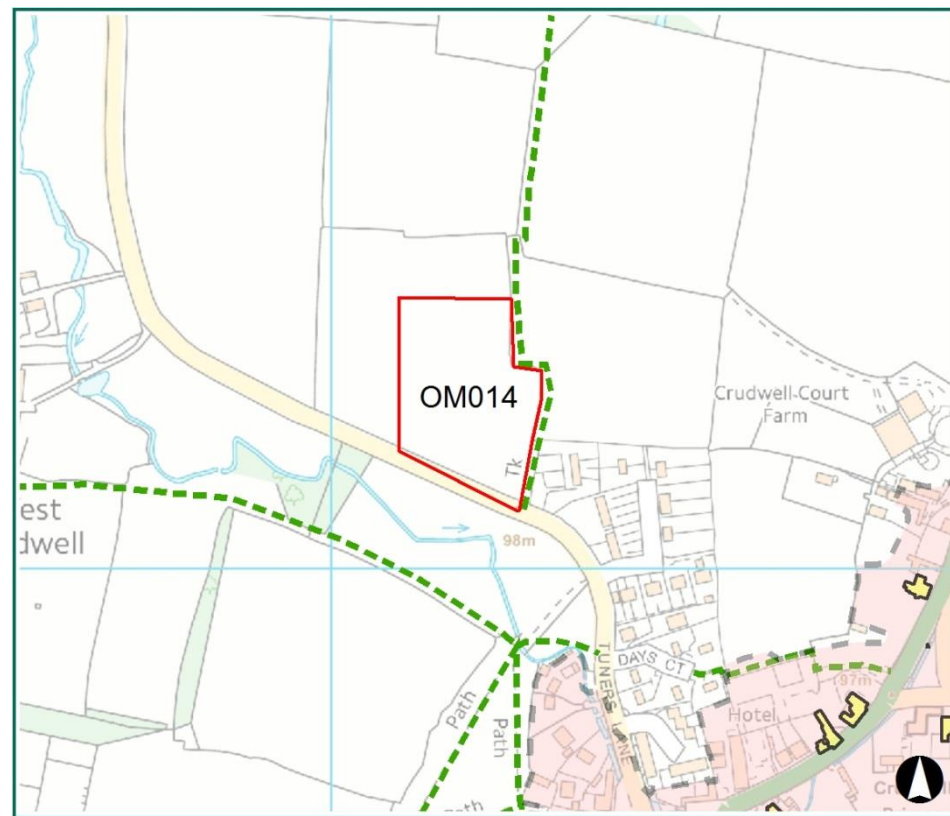 OM014
Crudwell Court
Farm
Tk
est
dwell
98m
TUNERS LANE
DAYS CT
97m
Hotel
Path
Path